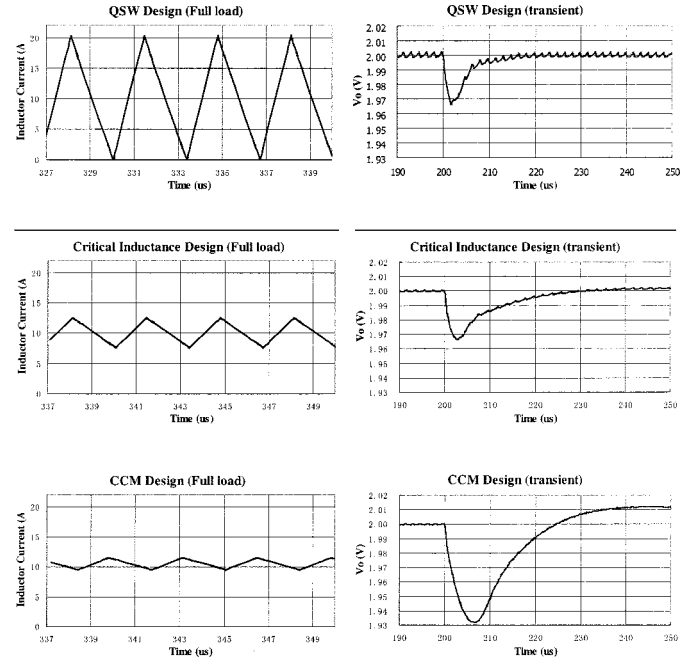 QSW Design (Full load)
Inductor Current (A
20
15
10
5
0
327 329 331 333 335 337 339
Time (us)
QSW Design (transient)
Vo (V)
2.02
2.01
2.00
1.99
1.98
1.97
1.96
1.95
1.94
1.93
190 200 210 220 230 240 250
Time (us)
Critical Inductance Design (Full load)
Inductor Current (A
20
15
10
5
0
337 339 341 343 345 347 349
Time (us)
Critical Inductance Design (transient)
Vo (V)
2.02
2.01
2.00
1.99
1.98
1.97
1.96
1.95
1.94
1.93
190 200 210 220 230 240 250
Time (us)
CCM Design (Full load)
Inductor Current (A
20
15
10
5
0
337 339 341 343 345 347 349
Time (us)
CCM Design (transient)
Vo (V)
2.02
2.01
2.00
1.99
1.98
1.97
1.96
1.95
1.94
1.93
190 200 210 220 230 240 250
Time (us)